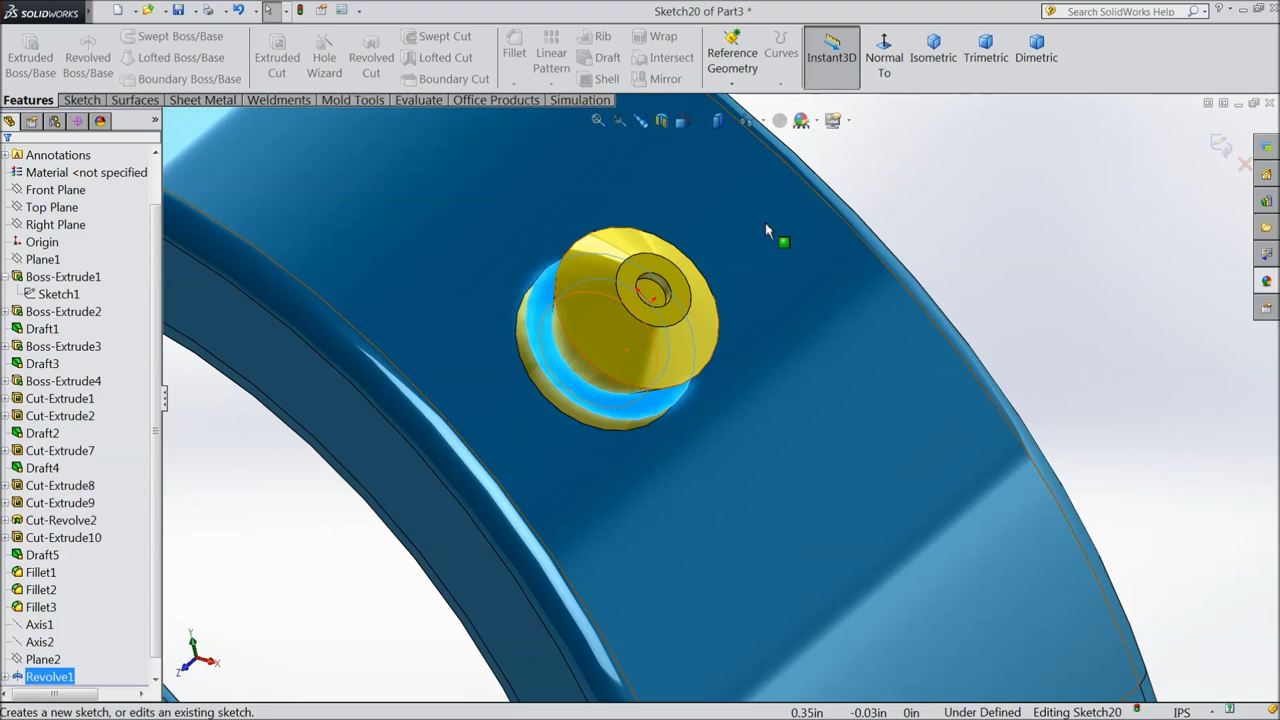 SOLIDWORKS
Sketch20 of Part3 *
Search SolidWorks Help
Extruded Boss/Base
Revolved Boss/Base
Swept Boss/Base
Lofted Boss/Base
Boundary Boss/Base
Extruded Cut
Hole Wizard
Revolved Cut
Swept Cut
Lofted Cut
Boundary Cut
Fillet
Linear Pattern
Rib
Draft
Shell
Wrap
Intersect
Mirror
Reference Geometry
Curves
Instant3D
Normal To
Isometric
Trimetric
Dimetric
Features Sketch Surfaces Sheet Metal Weldments Mold Tools Evaluate Office Products Simulation
Annotations
Material <not specified
Front Plane
Top Plane
Right Plane
Origin
Plane1
Boss-Extrude1
Sketch1
Boss-Extrude2
Draft1
Boss-Extrude3
Draft3
Boss-Extrude4
Cut-Extrude1
Cut-Extrude2
Draft2
Cut-Extrude7
Draft4
Cut-Extrude8
Cut-Extrude9
Cut-Revolve2
Cut-Extrude10
Draft5
Fillet1
Fillet2
Fillet3
Axis1
Axis2
Plane2
Revolve1
Y
X
Z
Creates a new sketch, or edits an existing sketch. 0.35in -0.03in 0in Under Defined Editing Sketch20 IPS